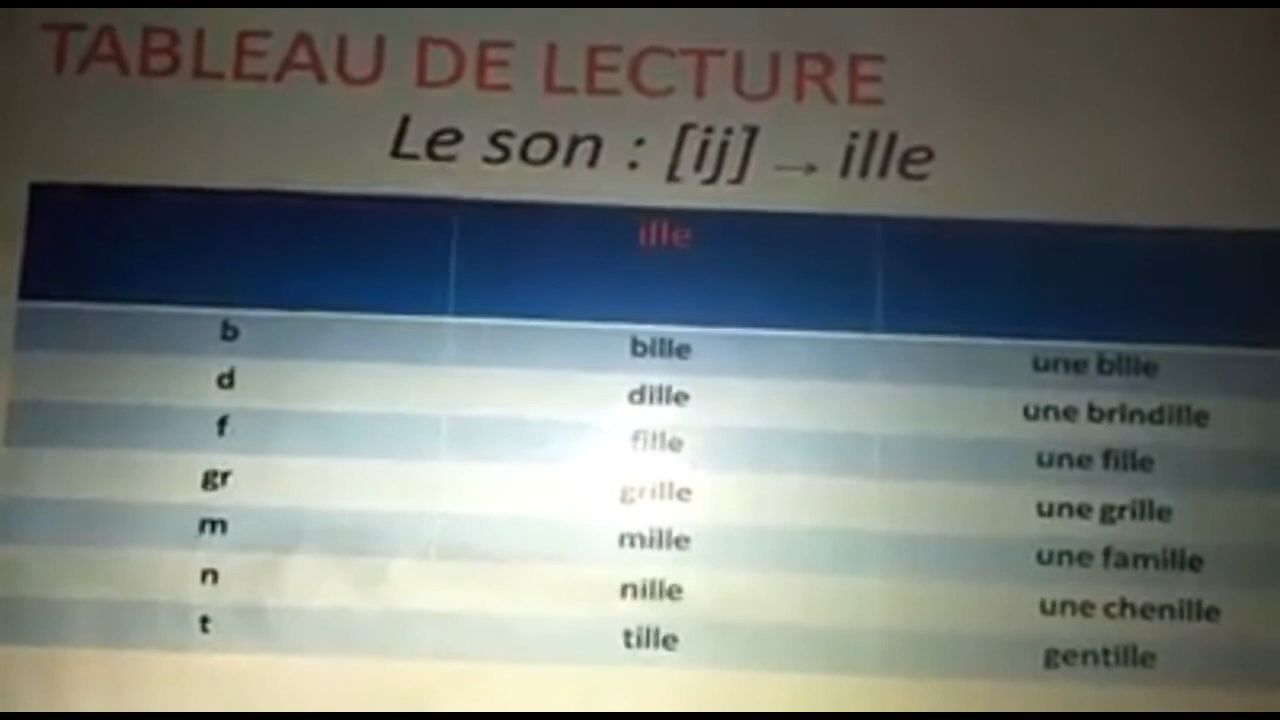 TABLEAU DE LECTURE
Le son : [ij] → ille
ille
b bille une bille
d dille une brindille
f fille une fille
gr grille une grille
m mille une famille
n nille une chenille
t tille gentille